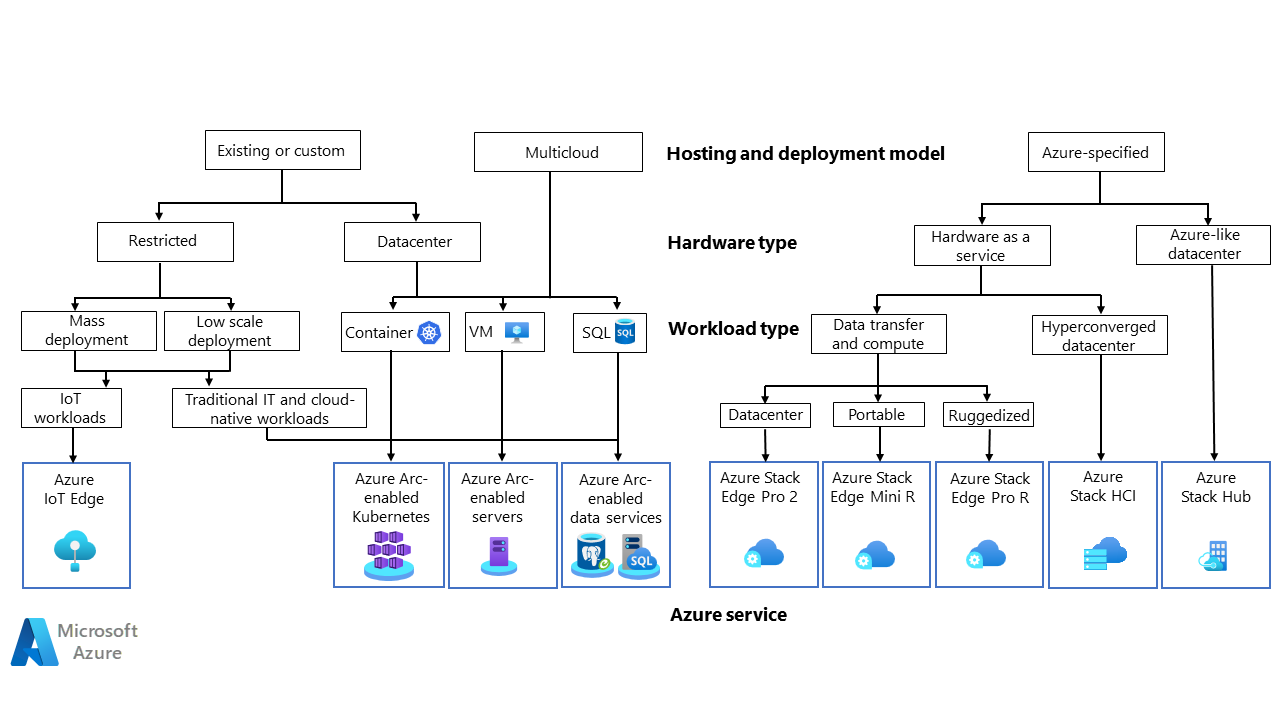 Existing or custom
Multicloud
Hosting and deployment model
Azure-specified
Restricted
Datacenter
Hardware type
Hardware as a
service
Azure-like
datacenter
Mass
deployment
Low scale
deployment
Container
VM
SQL
SQL
Workload type
Data transfer
and compute
Hyperconverged
datacenter
IoT
workloads
Traditional IT and cloud-
native workloads
Datacenter
Portable
Ruggedized
Azure
IoT Edge
Azure Arc-
enabled
Kubernetes
Azure Arc-
enabled
servers
Azure Arc-
enabled
data services
SQL
Azure Stack
Edge Pro 2
Azure Stack
Edge Mini R
Azure Stack
Edge Pro R
Azure
Stack HCI
Azure
Stack Hub
Azure service
Microsoft
Azure